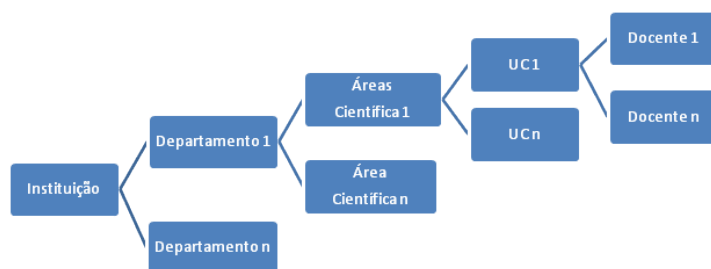 Instituição
Departamento 1
Departamento n
Áreas
Científica 1
Área
Científica n
UC 1
UC n
Docente 1
Docente n